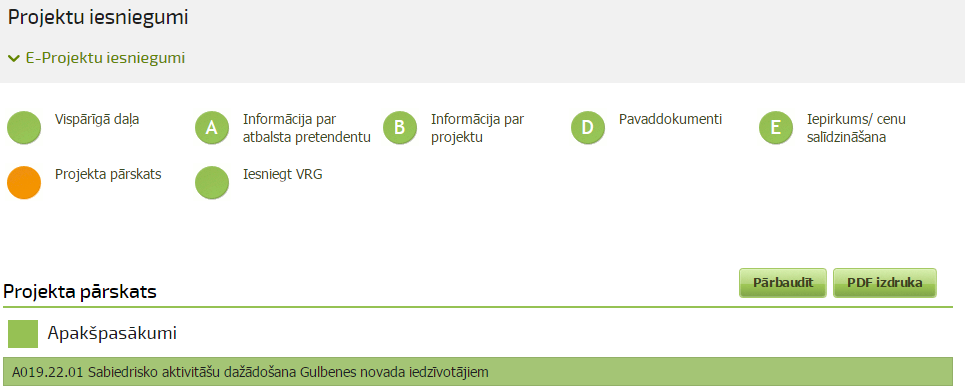 Projektu iesniegumi
E-Projektu iesniegumi
Vispārīgā daļa
A
Informācija par
atbalsta pretendentu
B
Informācija par
projektu
D
Pavaddokumenti
E
Iepirkums/ cenu
salīdzināšana
Projekta pārskats
Iesniegt VRG
Projekta pārskats
Pārbaudīt
PDF izdruka
Apakšpasākumi
A019.22.01 Sabiedrisko aktivitāšu dažādošana Gulbenes novada iedzīvotājiem